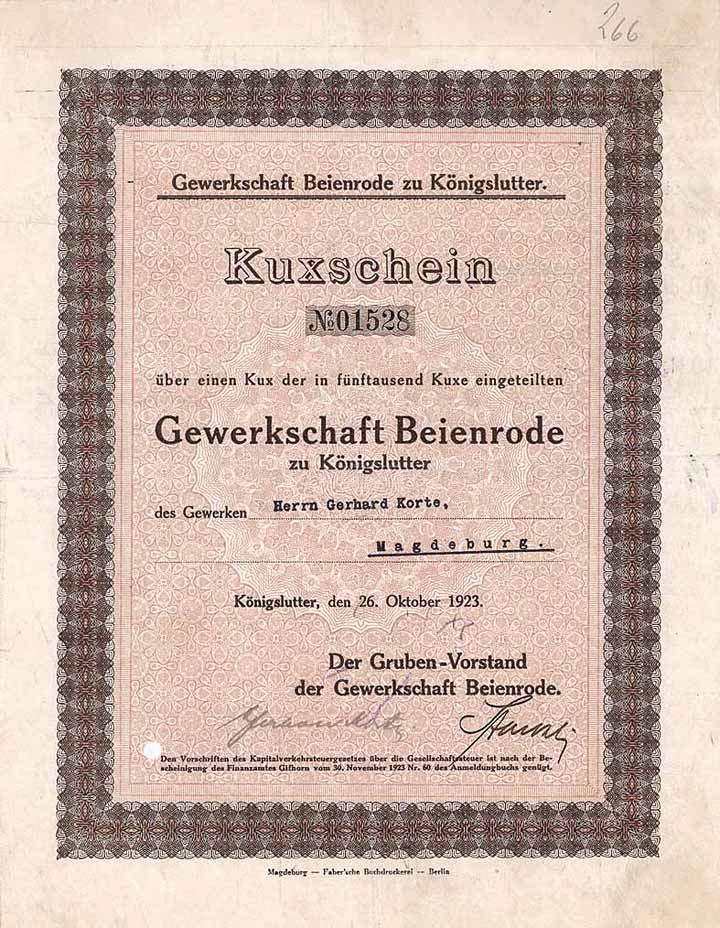 266
Gewerkschaft Beienrode zu Königslutter.
Kuxschein
№01528
über einen Kux der in fünftausend Kuxe eingeteilten
Gewerkschaft Beienrode
zu Königslutter
des Gewerken Herrn Gerhard Korte,
Magdeburg.
Königslutter, den 26. Oktober 1923.
Der Gruben-Vorstand
der Gewerkschaft Beienrode.
Den Vorschriften des Kapitalverkehrsteuergesetzes über die Gesellschaftsteuer ist nach der Be-
scheinigung des Finanzamtes Gifhorn vom 30. November 1923 Nr. 60 des Anmeldungbuchs genügt.
Magdeburg — Faber'sche Buchdruckerei — Berlin